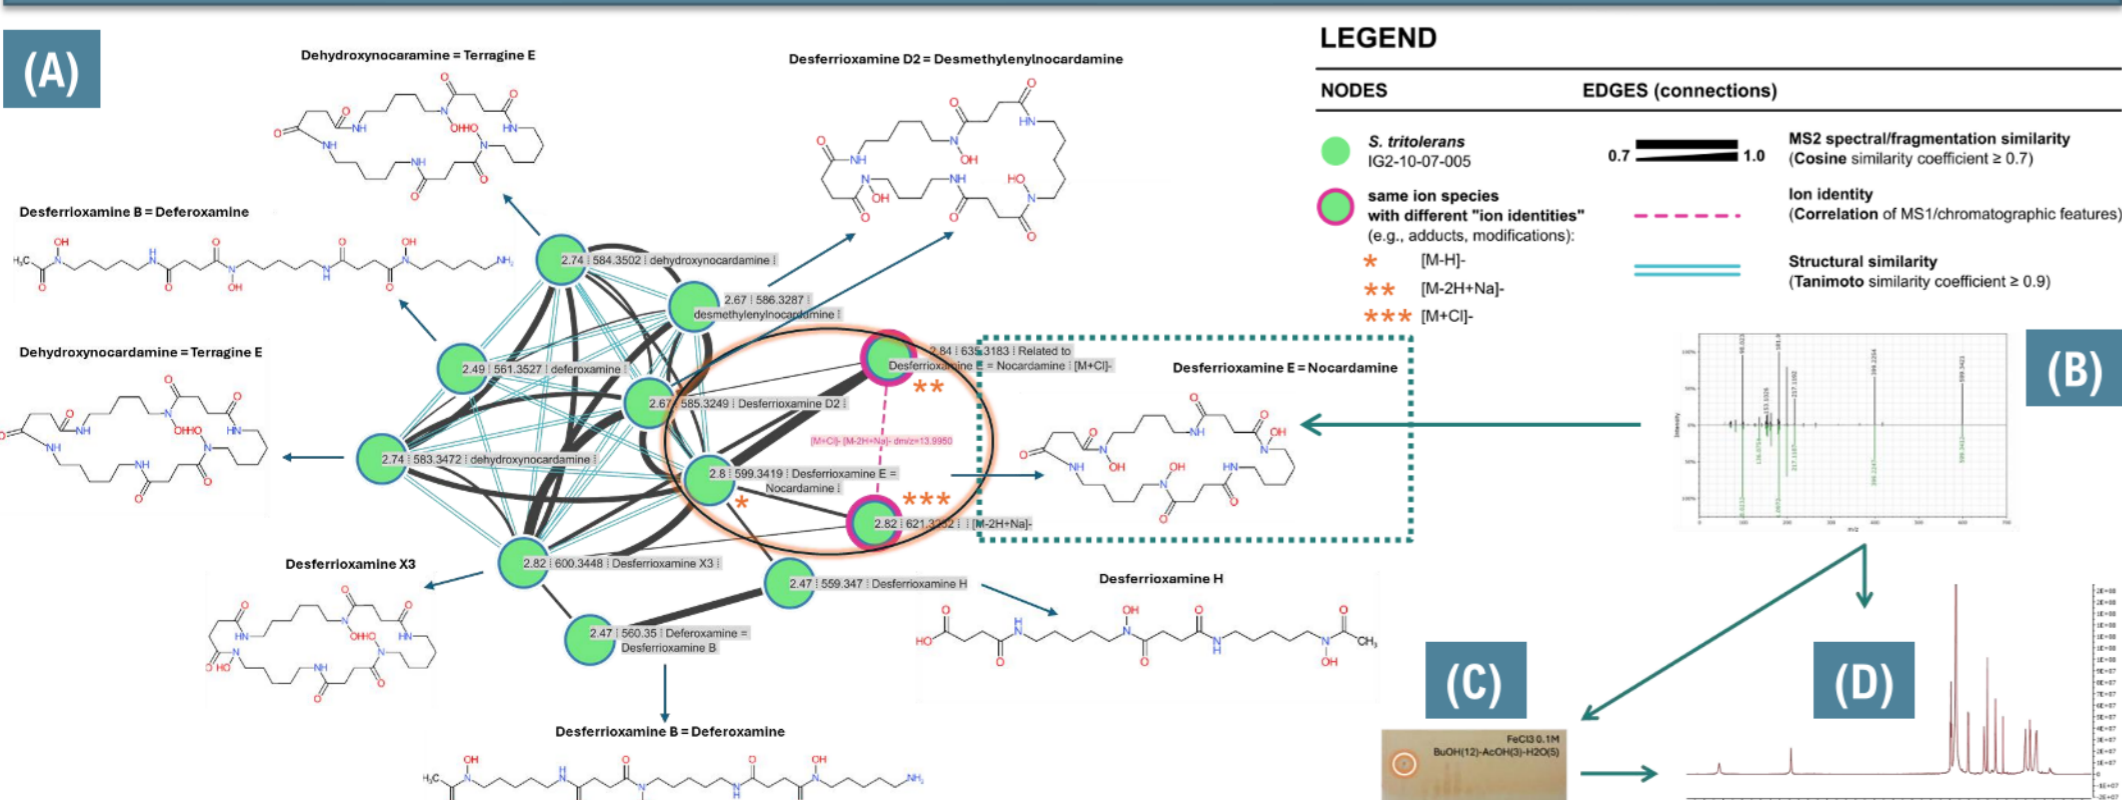 (A)
Dehydroxynocaramine = Terragine E
Desferrioxamine D2 = Desmethylenylnocardamine
Desferrioxamine B = Deferoxamine
Dehydroxynocardamine = Terragine E
Desferrioxamine X3
Desferrioxamine B = Deferoxamine
Desferrioxamine H
Desferrioxamine E = Nocardamine
2.74 ⁞ 584.3502 ⁞ dehydroxynocardamine ⁞
2.67 ⁞ 586.3287 ⁞
desmethylenylnocardamine ⁞
2.49 ⁞ 561.3527 ⁞ deferoxamine ⁞
2.67 ⁞ 585.3249 ⁞ Desferrioxamine D2 ⁞
2.84 ⁞ 635.3183 ⁞ Related to
Desferrioxamine E = Nocardamine ⁞ [M+Cl]-
**
[M+Cl]- [M-2H+Na]- dm/z=13.9950
2.74 ⁞ 583.3472 ⁞ dehydroxynocardamine ⁞
2.8 ⁞ 599.3419 ⁞ Desferrioxamine E =
Nocardamine ⁞
*
***
2.82 ⁞ 621.3232 ⁞ ⁞ [M-2H+Na]-
2.82 ⁞ 600.3448 ⁞ Desferrioxamine X3 ⁞
2.47 ⁞ 559.347 ⁞ Desferrioxamine H
2.47 ⁞ 560.35 ⁞ Deferoxamine =
Desferrioxamine B
LEGEND
NODES
EDGES (connections)
S. tritolerans
IG2-10-07-005
same ion species
with different "ion identities"
(e.g., adducts, modifications):
* [M-H]-
** [M-2H+Na]-
*** [M+Cl]-
0.7 1.0
MS2 spectral/fragmentation similarity
(Cosine similarity coefficient ≥ 0.7)
Ion identity
(Correlation of MS1/chromatographic features)
Structural similarity
(Tanimoto similarity coefficient ≥ 0.9)
(B)
m/z
(C)
FeCl3 0.1M
BuOH(12)-AcOH(3)-H2O(5)
(D)